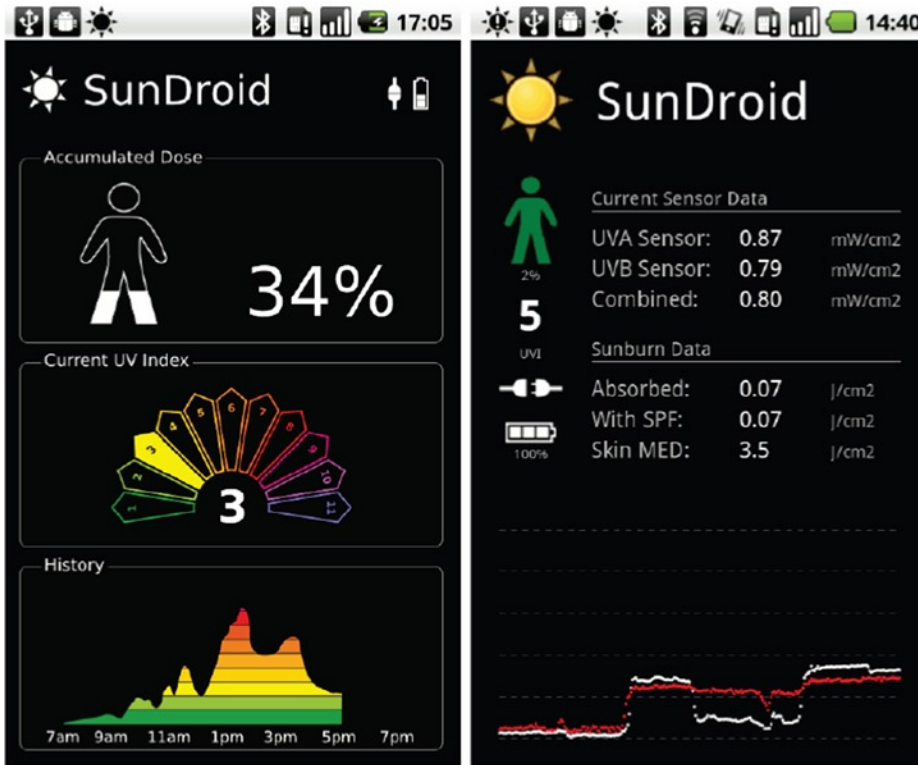 17:05
SunDroid
Accumulated Dose
34%
Current UV Index
1
2
3
4
5
6
7
8
9
10
11
3
History
7am 9am 11am 1pm 3pm 5pm 7pm
14:40
SunDroid
2%
5
UVI
100%
Current Sensor Data
UVA Sensor: 0.87 mW/cm2
UVB Sensor: 0.79 mW/cm2
Combined: 0.80 mW/cm2
Sunburn Data
Absorbed: 0.07 J/cm2
With SPF: 0.07 J/cm2
Skin MED: 3.5 J/cm2